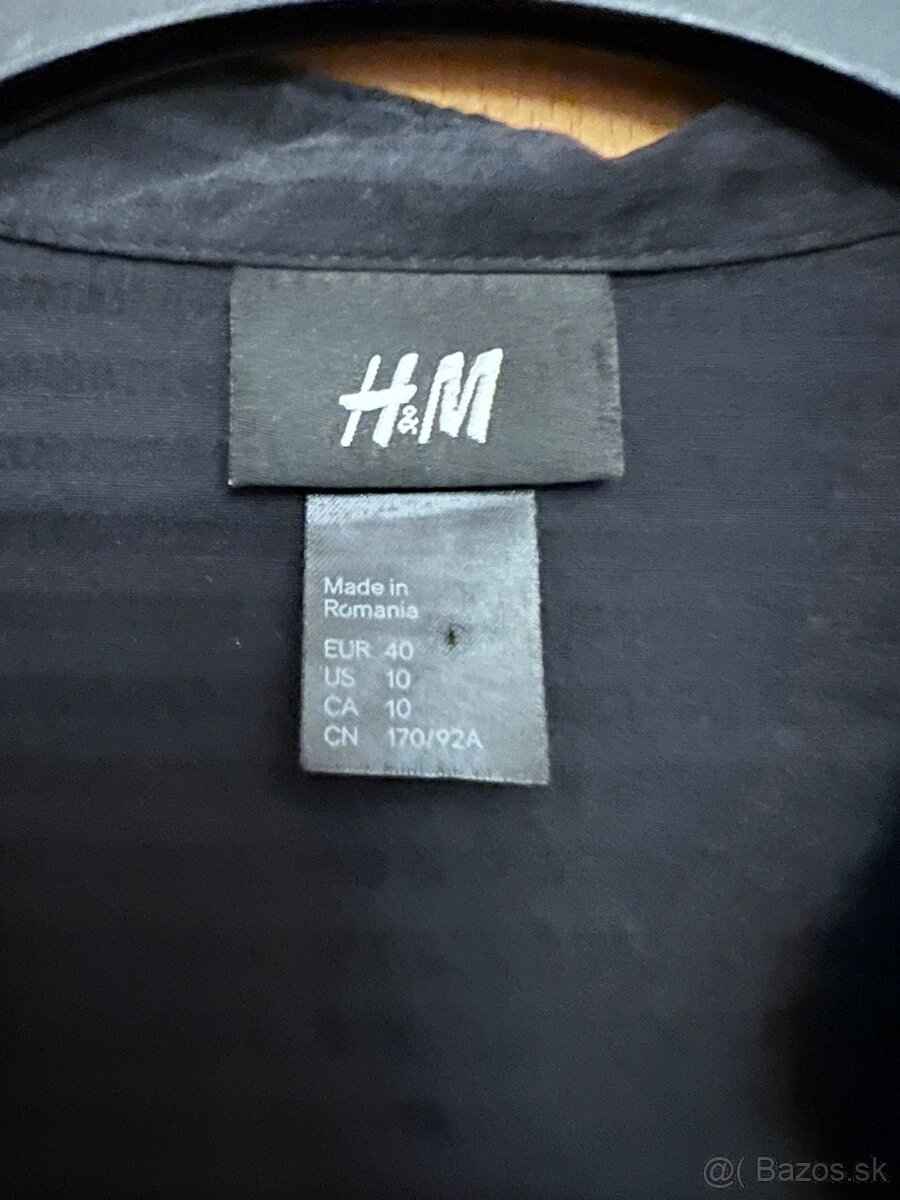 H&M
Made in
Romania
EUR 40
US 10
CA 10
CN 170/92A
@( Bazos.sk